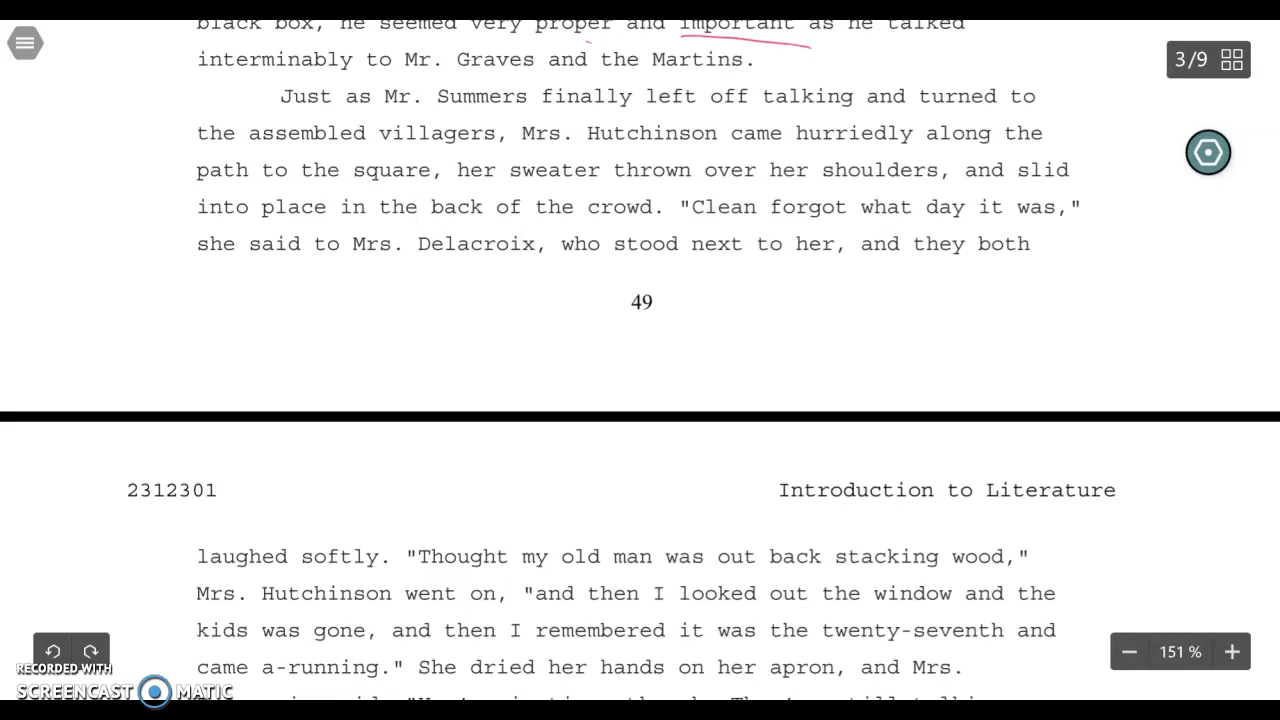 black box, he seemed very proper and important as he talked
interminably to Mr. Graves and the Martins.
3/9
Just as Mr. Summers finally left off talking and turned to
the assembled villagers, Mrs. Hutchinson came hurriedly along the
path to the square, her sweater thrown over her shoulders, and slid
into place in the back of the crowd. "Clean forgot what day it was,"
she said to Mrs. Delacroix, who stood next to her, and they both
49
2312301 Introduction to Literature
laughed softly. "Thought my old man was out back stacking wood,"
Mrs. Hutchinson went on, "and then I looked out the window and the
kids was gone, and then I remembered it was the twenty-seventh and
came a-running." She dried her hands on her apron, and Mrs.
151 %
RECORDED WITH
SCREENCAST MATIC